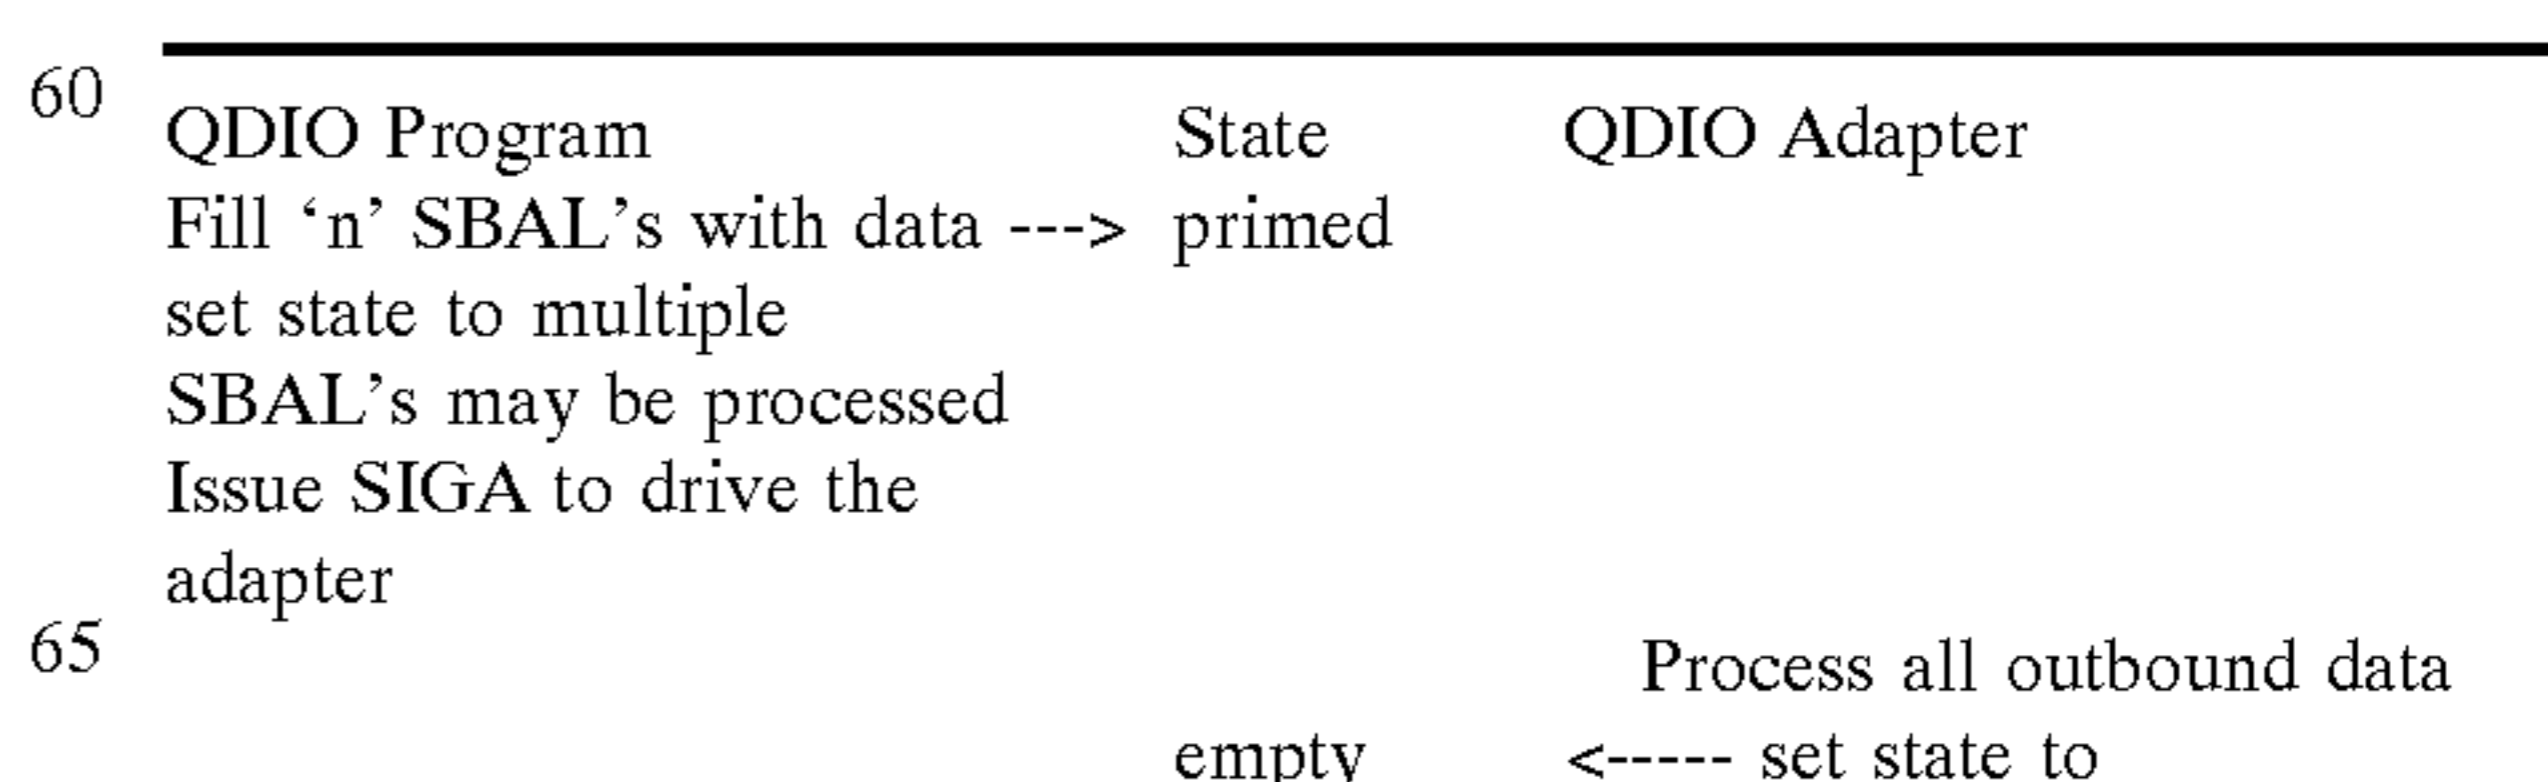 60
QDIO Program State QDIO Adapter
Fill ‘n’ SBAL’s with data ---> primed
set state to multiple
SBAL’s may be processed
Issue SIGA to drive the
adapter
65
Process all outbound data
empty <----- set state to